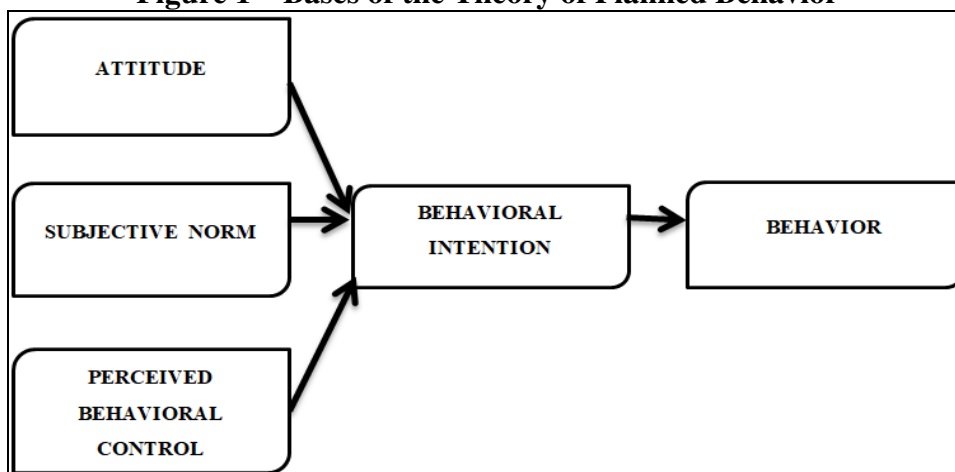 Figure 1 – Bases of the Theory of Planned Behavior
ATTITUDE
SUBJECTIVE NORM
PERCEIVED
BEHAVIORAL
CONTROL
BEHAVIORAL
INTENTION
BEHAVIOR